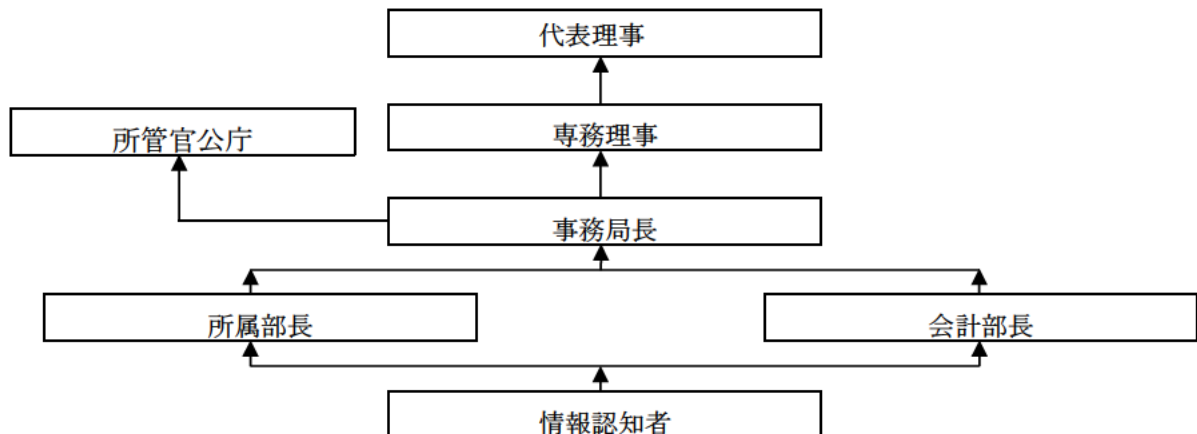 代表理事
所管官公庁
専務理事
事務局長
所属部長
会計部長
情報認知者